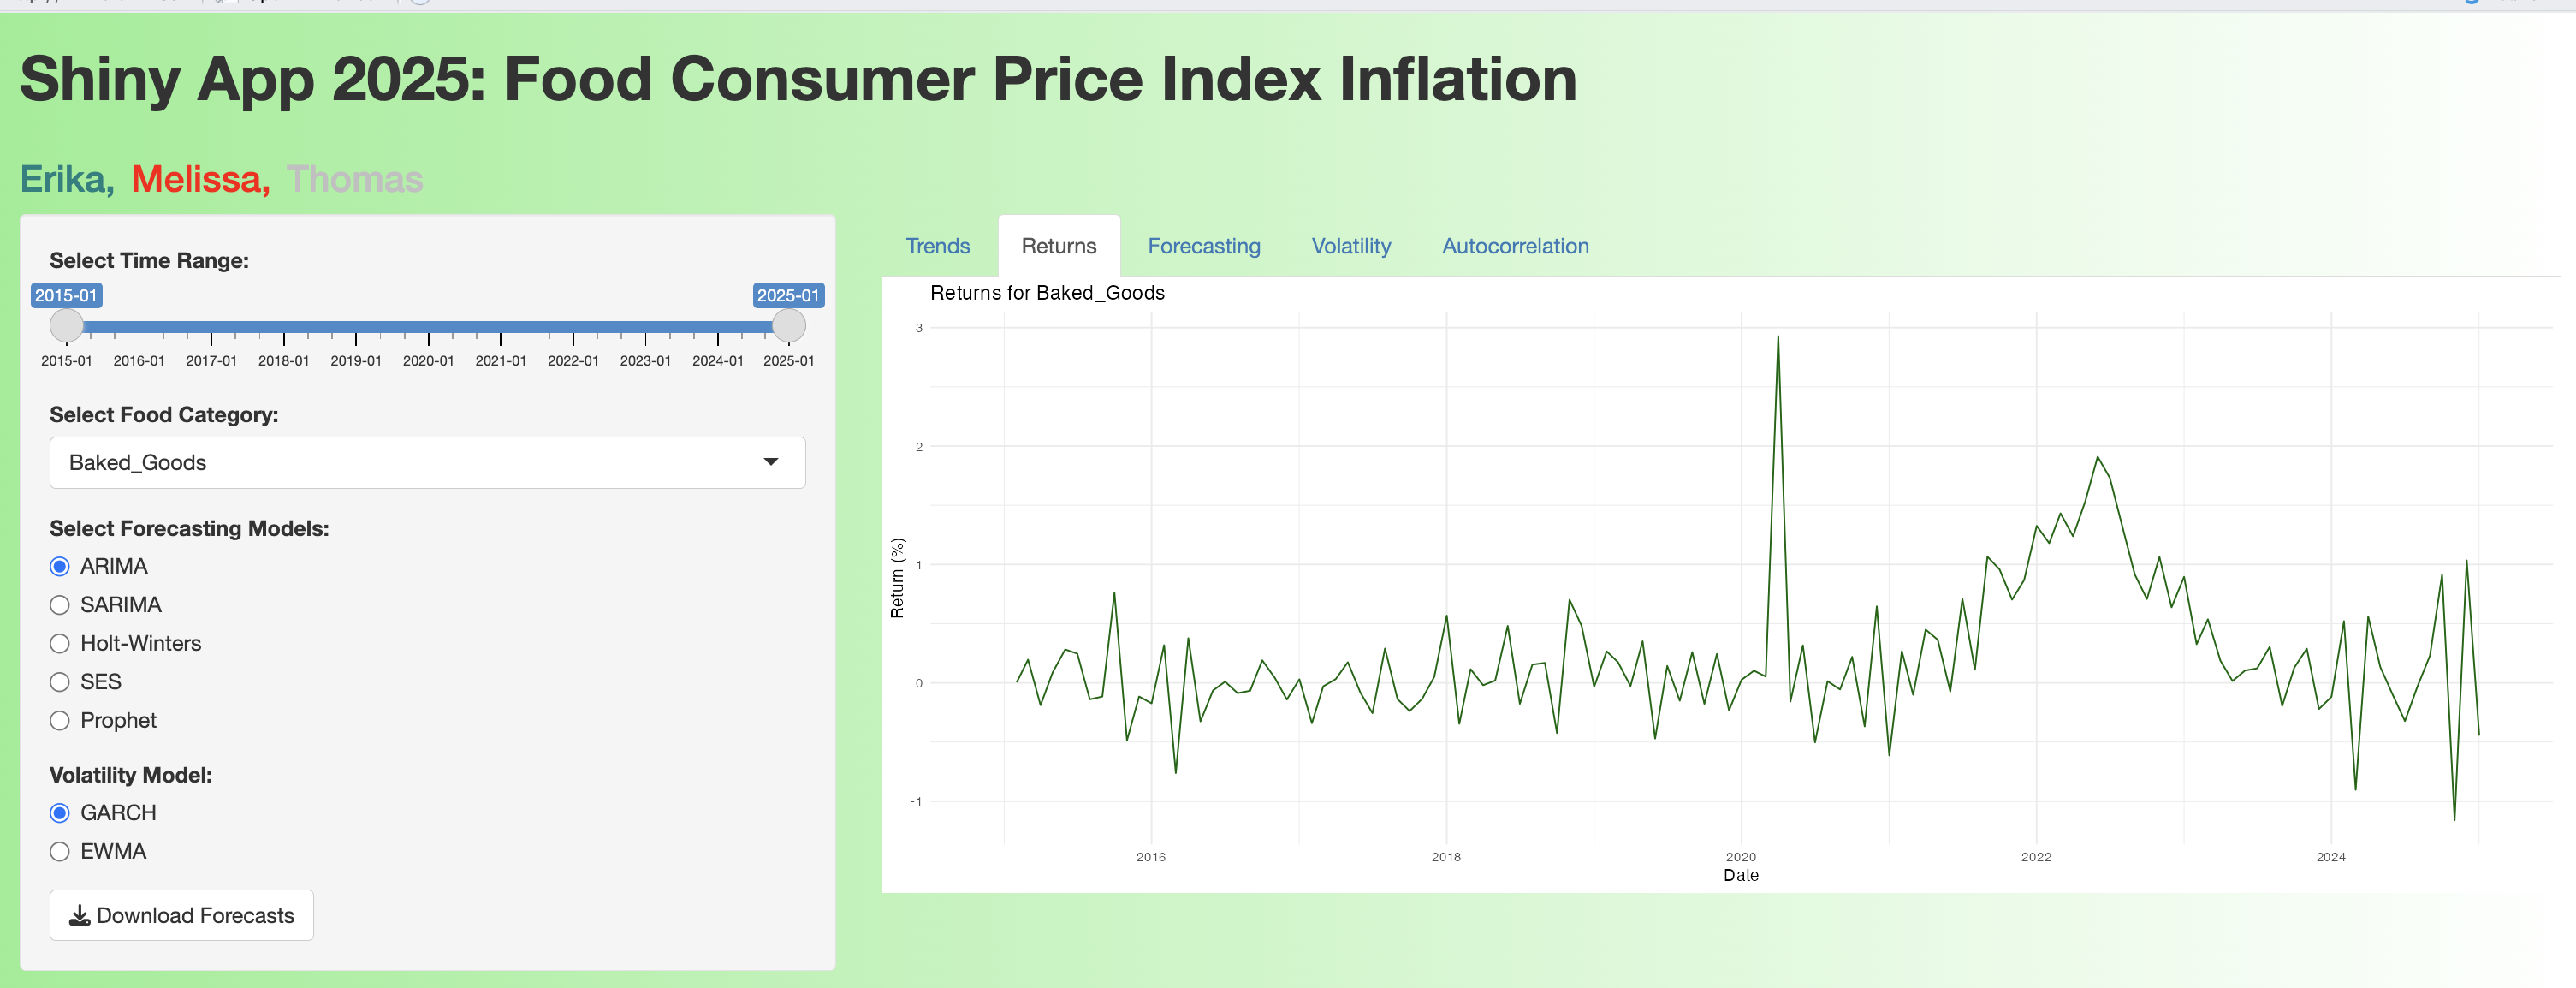 Shiny App 2025: Food Consumer Price Index Inflation
Erika, Melissa, Thomas
Select Time Range:
2015-01 2025-01
2015-01 2016-01 2017-01 2018-01 2019-01 2020-01 2021-01 2022-01 2023-01 2024-01 2025-01
Select Food Category:
Baked_Goods
Select Forecasting Models:
ARIMA
SARIMA
Holt-Winters
SES
Prophet
Volatility Model:
GARCH
EWMA
Download Forecasts
Trends Returns Forecasting Volatility Autocorrelation
Returns for Baked_Goods
Return (%)
3
2
1
0
-1
2016 2018 2020 2022 2024
Date